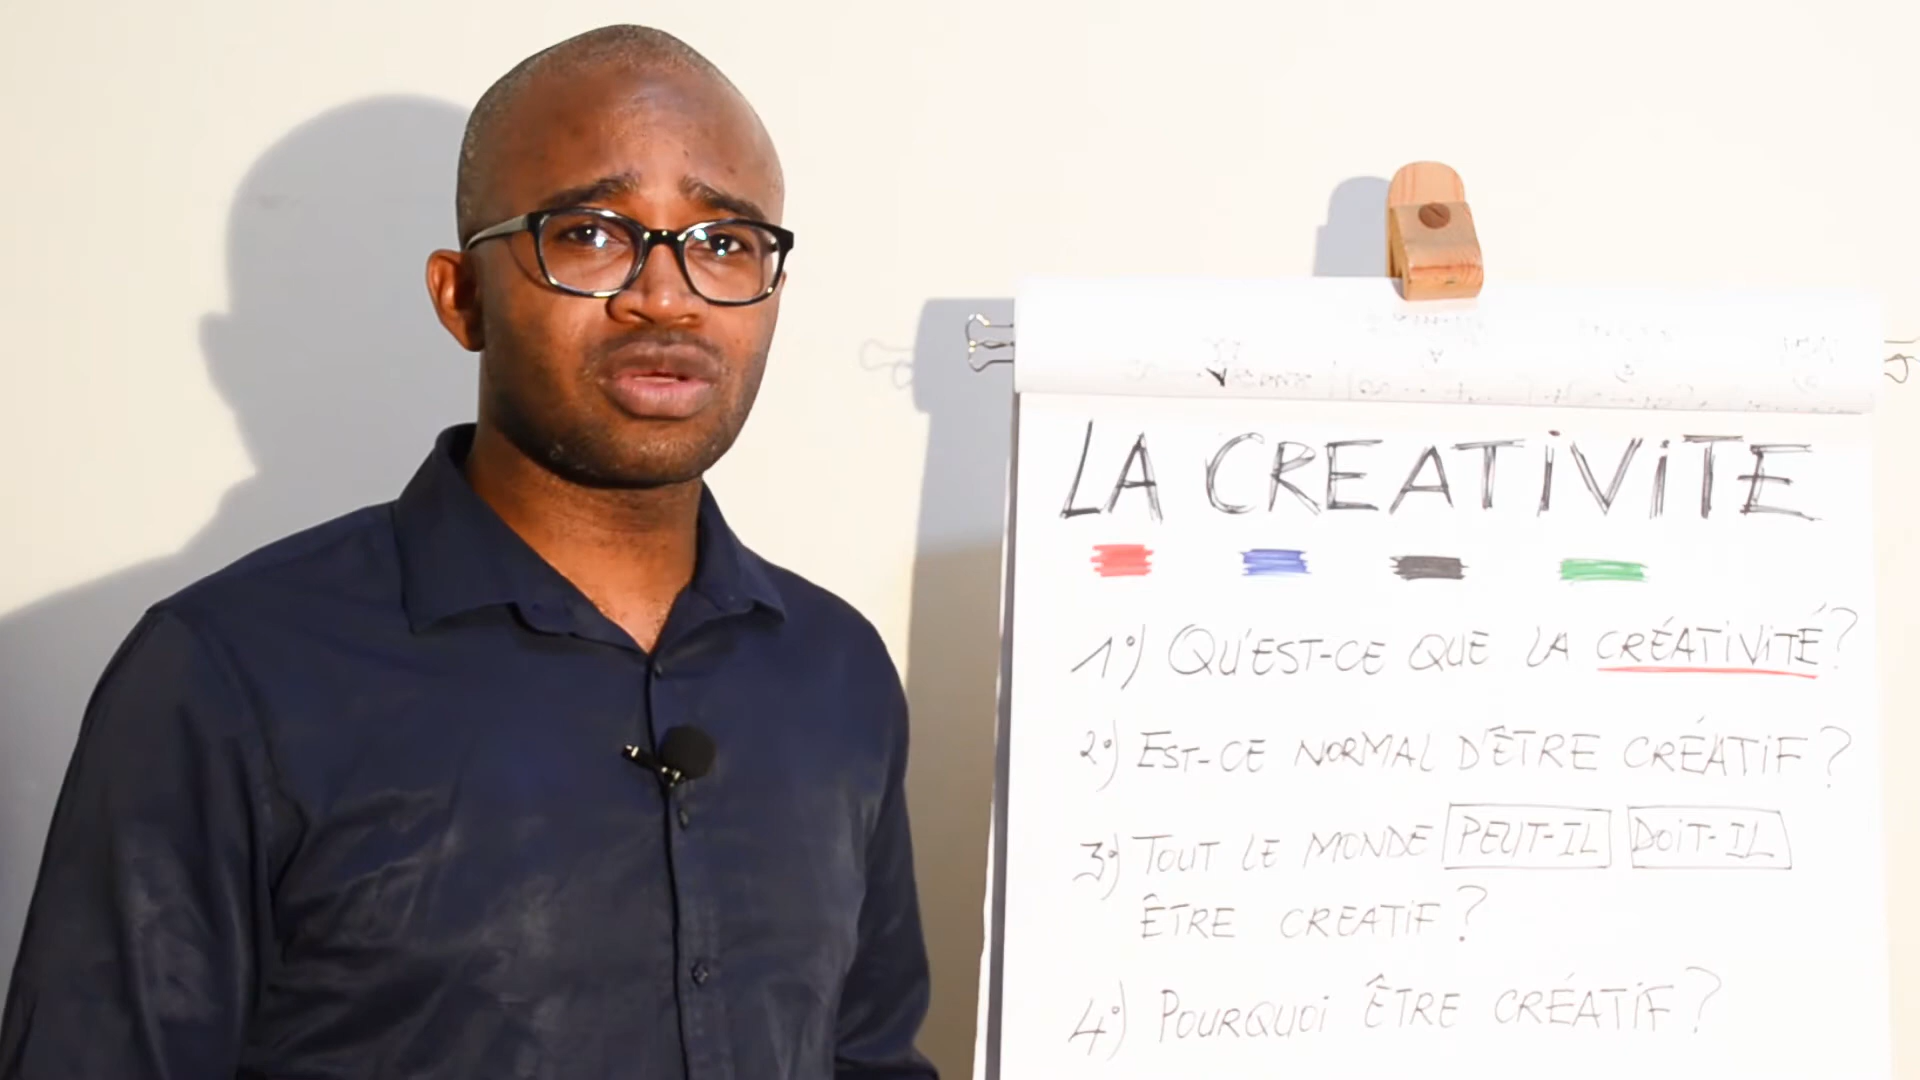 LA CREATiViTE
1°) QU'EST-CE QUE LA CRÉATiViTÉ?
2°) EST-CE NORMAL D'ÊTRE CRÉATiF?
3°) TOUT LE MONDE PEUT-IL DOiT-IL
ÊTRE CREATiF?
4°) POURQUOi ÊTRE CRÉATiF?